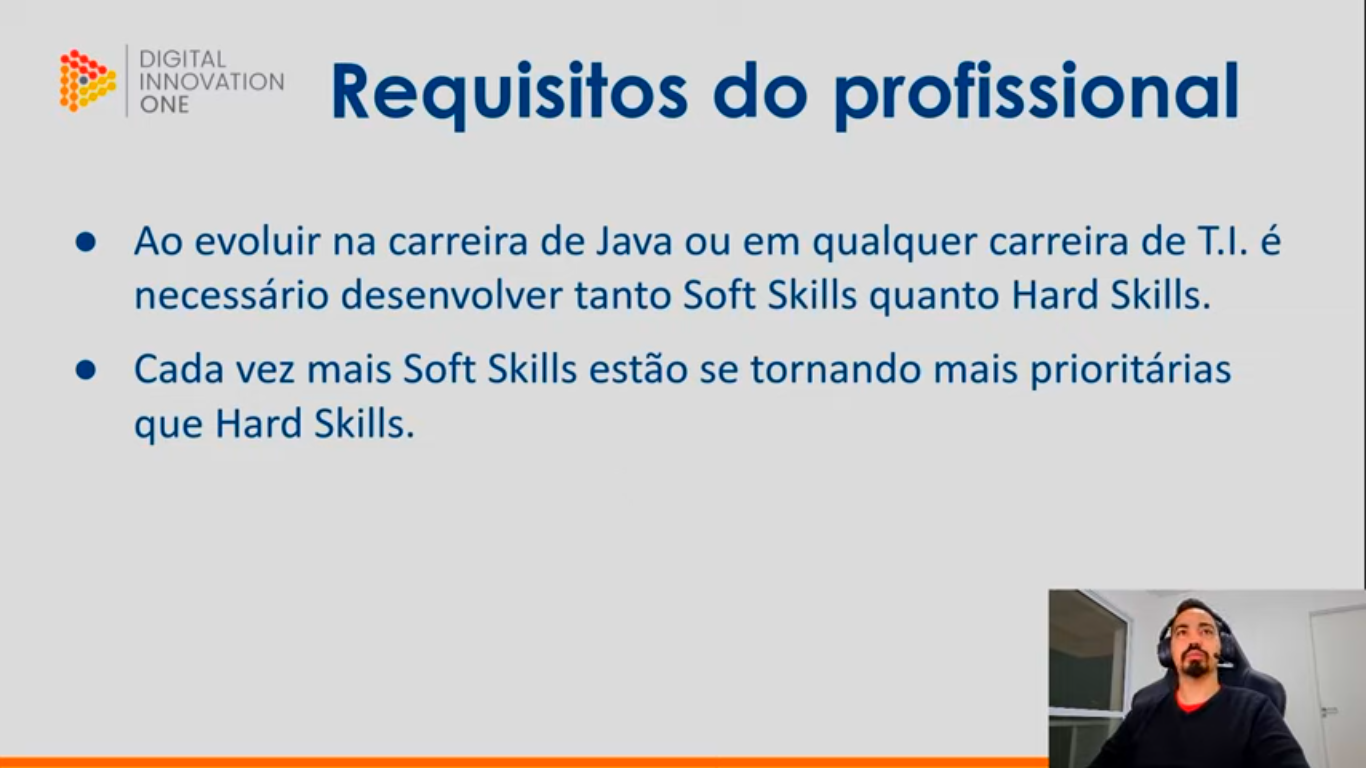 DIGITAL
INNOVATION
ONE
Requisitos do profissional
● Ao evoluir na carreira de Java ou em qualquer carreira de T.I. é
necessário desenvolver tanto Soft Skills quanto Hard Skills.
● Cada vez mais Soft Skills estão se tornando mais prioritárias
que Hard Skills.